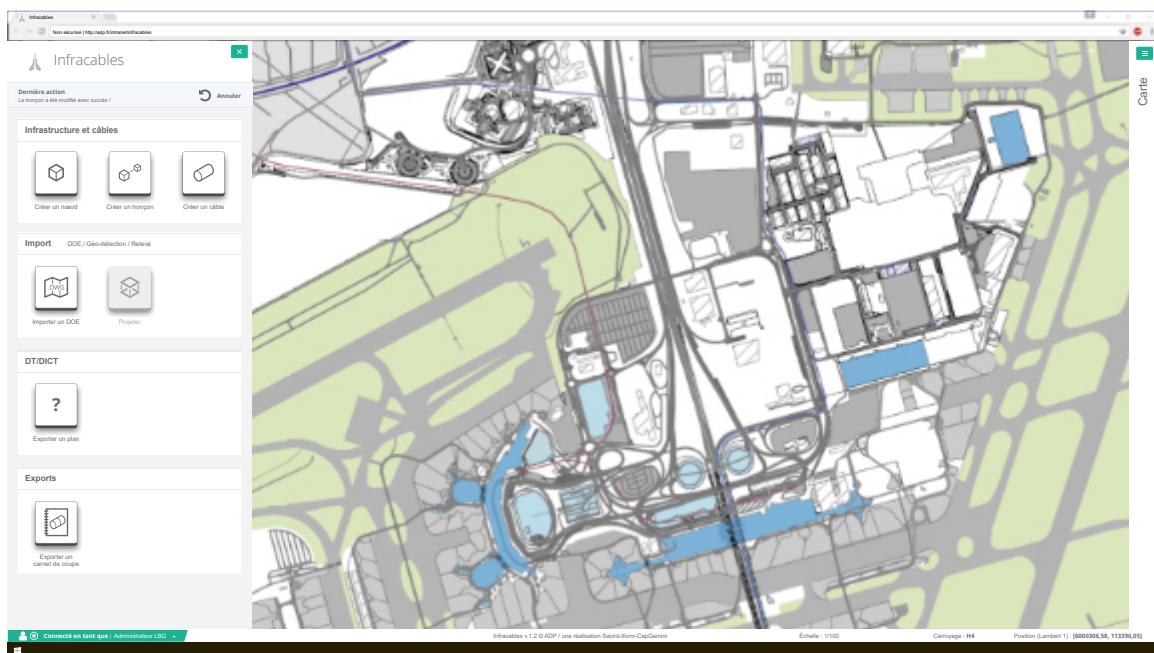 Infracables
Non sécurisé | http://adp.fr/intranet/infracables
Infracables
Carte
Dernière action
Le tronçon a été modifié avec succès !
Annuler
Infrastructure et câbles
Créer un nœud
Créer un tronçon
Créer un câble
Import DOE / Géo-détection / Relevé
.DWG
Importer un DOE
Projeter
DT/DICT
?
Exporter un plan
Exports
Exporter un
carnet de coupe
Connecté en tant que : Administrateur LBG
Infracables v.1.2 © ADP / une réalisation Sword-Iform-CapGemini
Échelle : 1/100
Carroyage : H4
Position (Lambert 1) : [6000306,58, 113396,05]